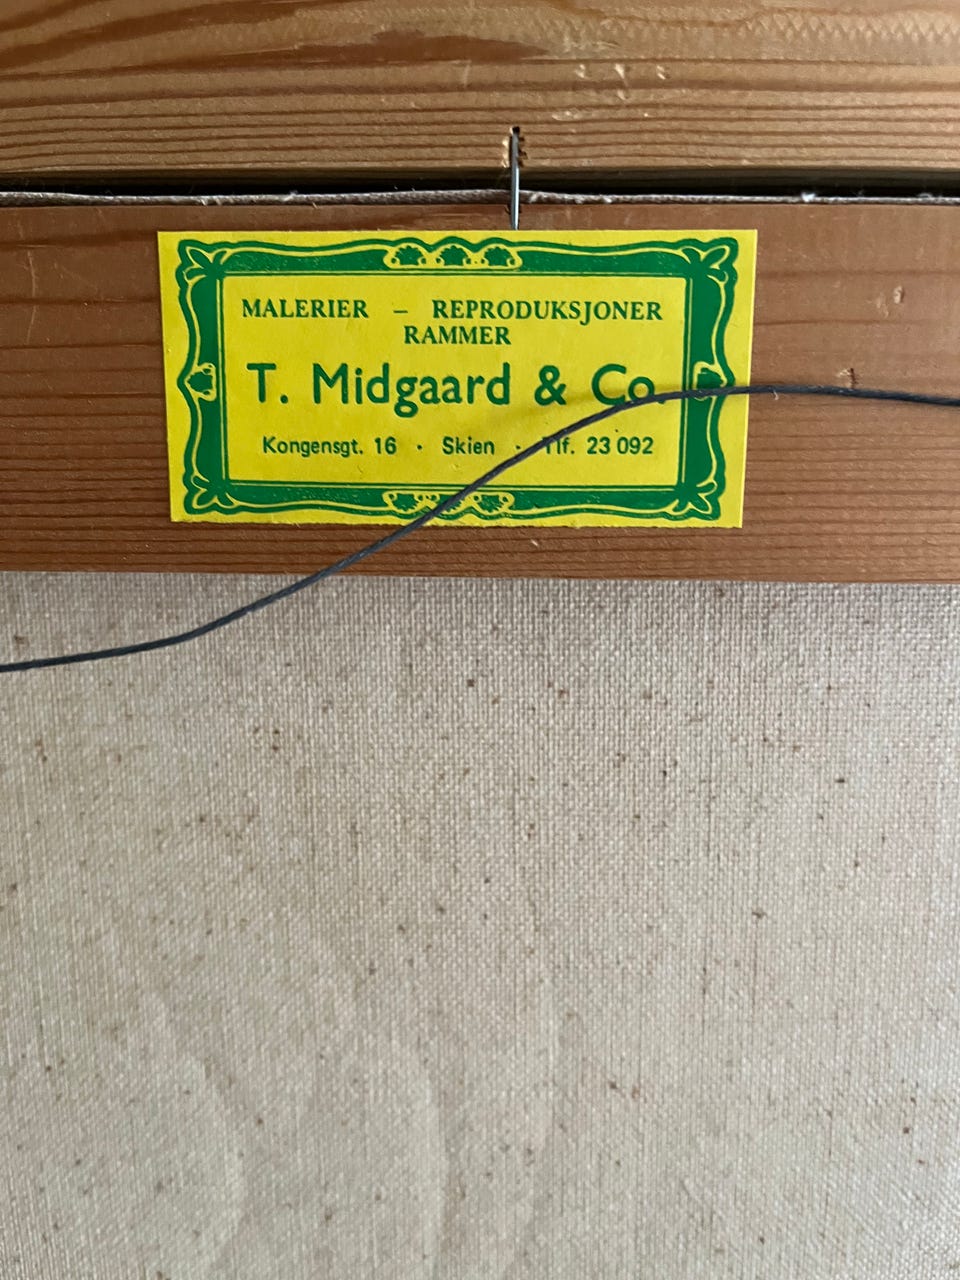 MALERIER – REPRODUKSJONER
RAMMER
T. Midgaard & Co.
Kongensgt. 16 · Skien · Tlf. 23 092